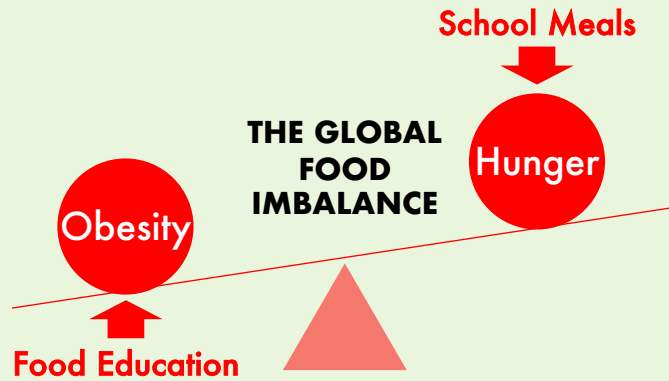 School Meals
THE GLOBAL
FOOD
IMBALANCE
Hunger
Obesity
Food Education